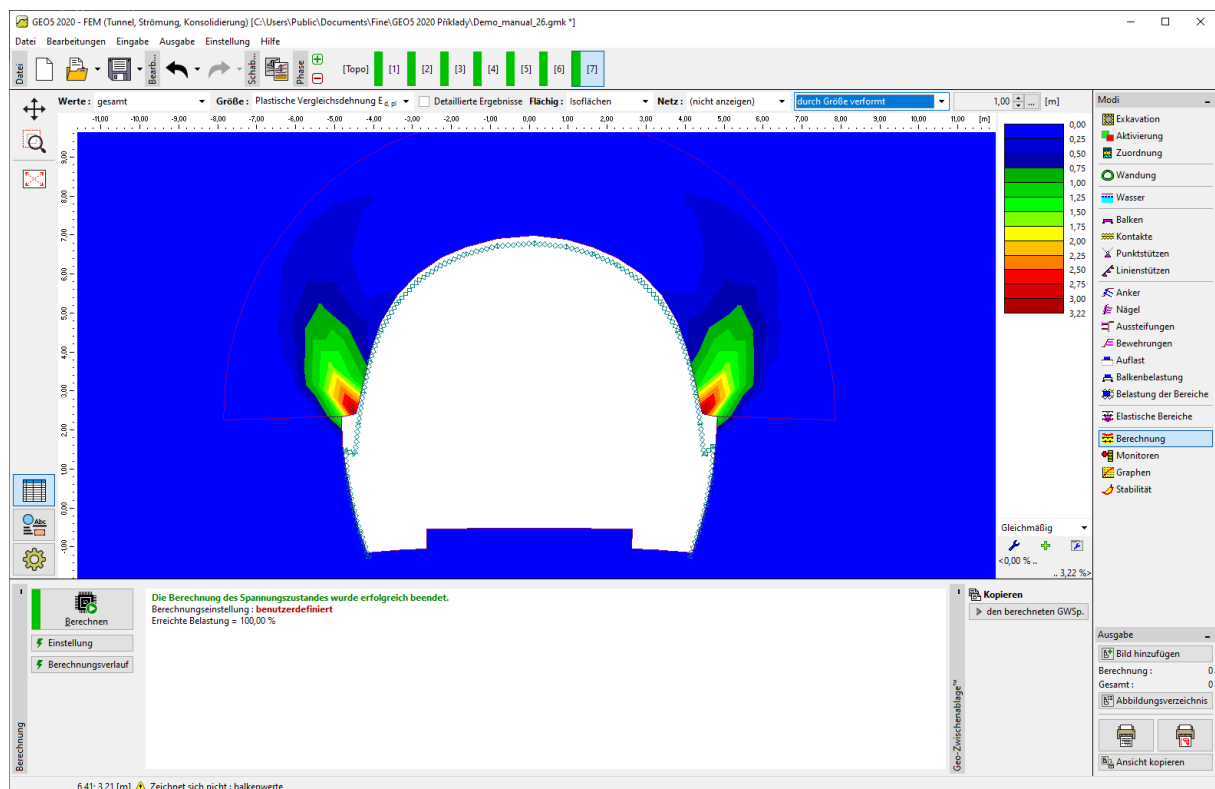 GEO5 2020 - FEM (Tunnel, Strömung, Konsolidierung) [C:\Users\Public\Documents\Fine\GEO5 2020 Příklady\Demo_manual_26.gmk *]
Datei Bearbeitungen Eingabe Ausgabe Einstellung Hilfe
Datei Bearb... Schab... Phase [Topo] [1] [2] [3] [4] [5] [6] [7]
Werte : gesamt Größe : Plastische Vergleichsdehnung E d, pl Detaillierte Ergebnisse Flächig : Isoflächen Netz : (nicht anzeigen) durch Größe verformt 1,00 ... [m]
-11,00 -10,00 -9,00 -8,00 -7,00 -6,00 -5,00 -4,00 -3,00 -2,00 -1,00 0,00 1,00 2,00 3,00 4,00 5,00 6,00 7,00 8,00 9,00 10,00 11,00 [m]
9,00
8,00
7,00
6,00
5,00
4,00
3,00
2,00
1,00
0,00
-1,00
0,00
0,25
0,50
0,75
1,00
1,25
1,50
1,75
2,00
2,25
2,50
2,75
3,00
3,22
Gleichmäßig
<0,00 % ..
.. 3,22 %>
Modi
Exkavation
Aktivierung
Zuordnung
Wandung
Wasser
Balken
Kontakte
Punktstützen
Linienstützen
Anker
Nägel
Aussteifungen
Bewehrungen
Auflast
Balkenbelastung
Belastung der Bereiche
Elastische Bereiche
Berechnung
Monitoren
Graphen
Stabilität
Abc
Berechnung
Berechnen
Einstellung
Berechnungsverlauf
Die Berechnung des Spannungszustandes wurde erfolgreich beendet.
Berechnungseinstellung : benutzerdefiniert
Erreichte Belastung = 100,00 %
Geo-Zwischenablage™
Kopieren
den berechneten GWSp.
Ausgabe
Bild hinzufügen
Berechnung : 0
Gesamt : 0
Abbildungsverzeichnis
Ansicht kopieren
6,41; 3,21 [m] Zeichnet sich nicht : balkenwerte